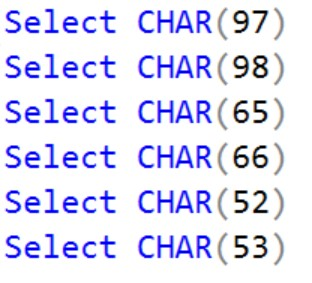 Select CHAR(97)
Select CHAR(98)
Select CHAR(65)
Select CHAR(66)
Select CHAR(52)
Select CHAR(53)